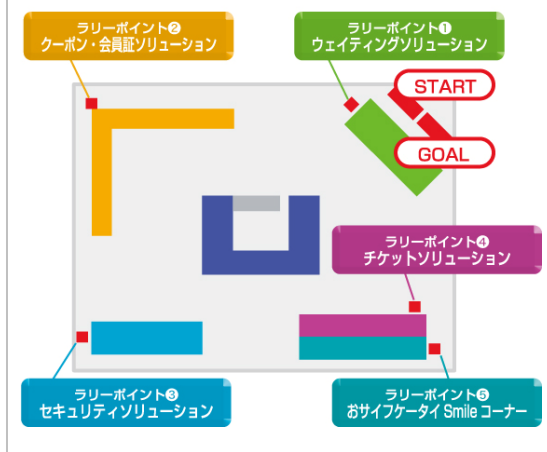 ラリーポイント❷
クーポン・会員証ソリューション
ラリーポイント❶
ウェイティングソリューション
START
GOAL
ラリーポイント❹
チケットソリューション
ラリーポイント❸
セキュリティソリューション
ラリーポイント❺
おサイフケータイ Smile コーナー